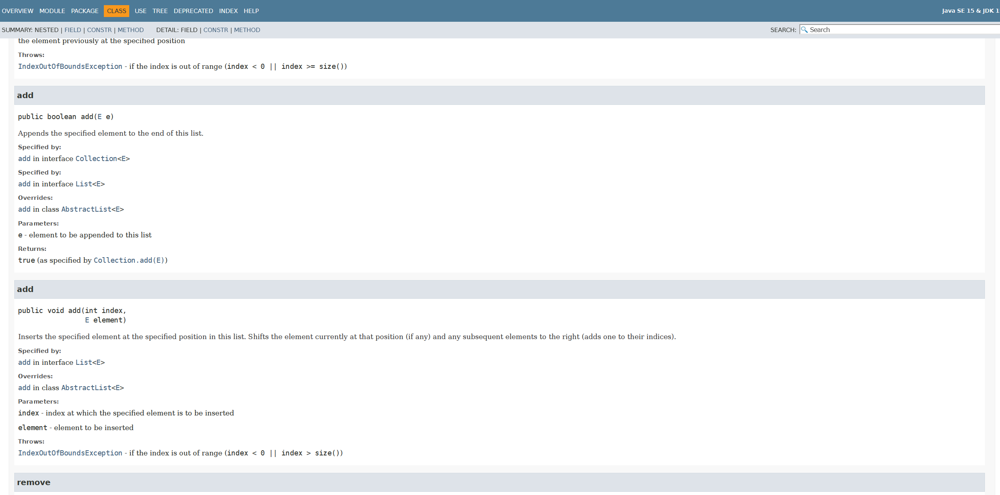 OVERVIEW MODULE PACKAGE CLASS USE TREE DEPRECATED INDEX HELP
Java SE 15 & JDK
SUMMARY: NESTED | FIELD | CONSTR | METHOD DETAIL: FIELD | CONSTR | METHOD
SEARCH: Search
the element previously at the specified position
Throws:
IndexOutOfBoundsException - if the index is out of range (index < 0 || index >= size())
add
public boolean add(E e)
Appends the specified element to the end of this list.
Specified by:
add in interface Collection<E>
Specified by:
add in interface List<E>
Overrides:
add in class AbstractList<E>
Parameters:
e - element to be appended to this list
Returns:
true (as specified by Collection.add(E))
add
public void add(int index,
E element)
Inserts the specified element at the specified position in this list. Shifts the element currently at that position (if any) and any subsequent elements to the right (adds one to their indices).
Specified by:
add in interface List<E>
Overrides:
add in class AbstractList<E>
Parameters:
index - index at which the specified element is to be inserted
element - element to be inserted
Throws:
IndexOutOfBoundsException - if the index is out of range (index < 0 || index > size())
remove